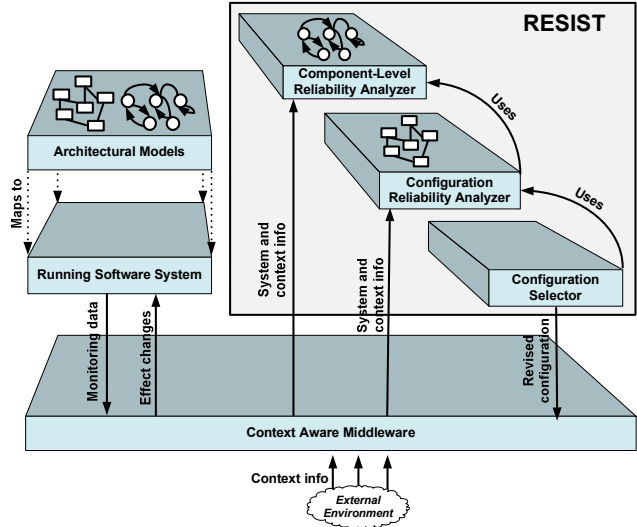 RESIST
Component-Level
Reliability Analyzer
Uses
Architectural Models
Configuration
Reliability Analyzer
Maps to
Uses
Running Software System
System and
context info
System and
context info
Configuration
Selector
Monitoring data
Effect changes
Revised
configuration
Context Aware Middleware
Context info
External
Environment